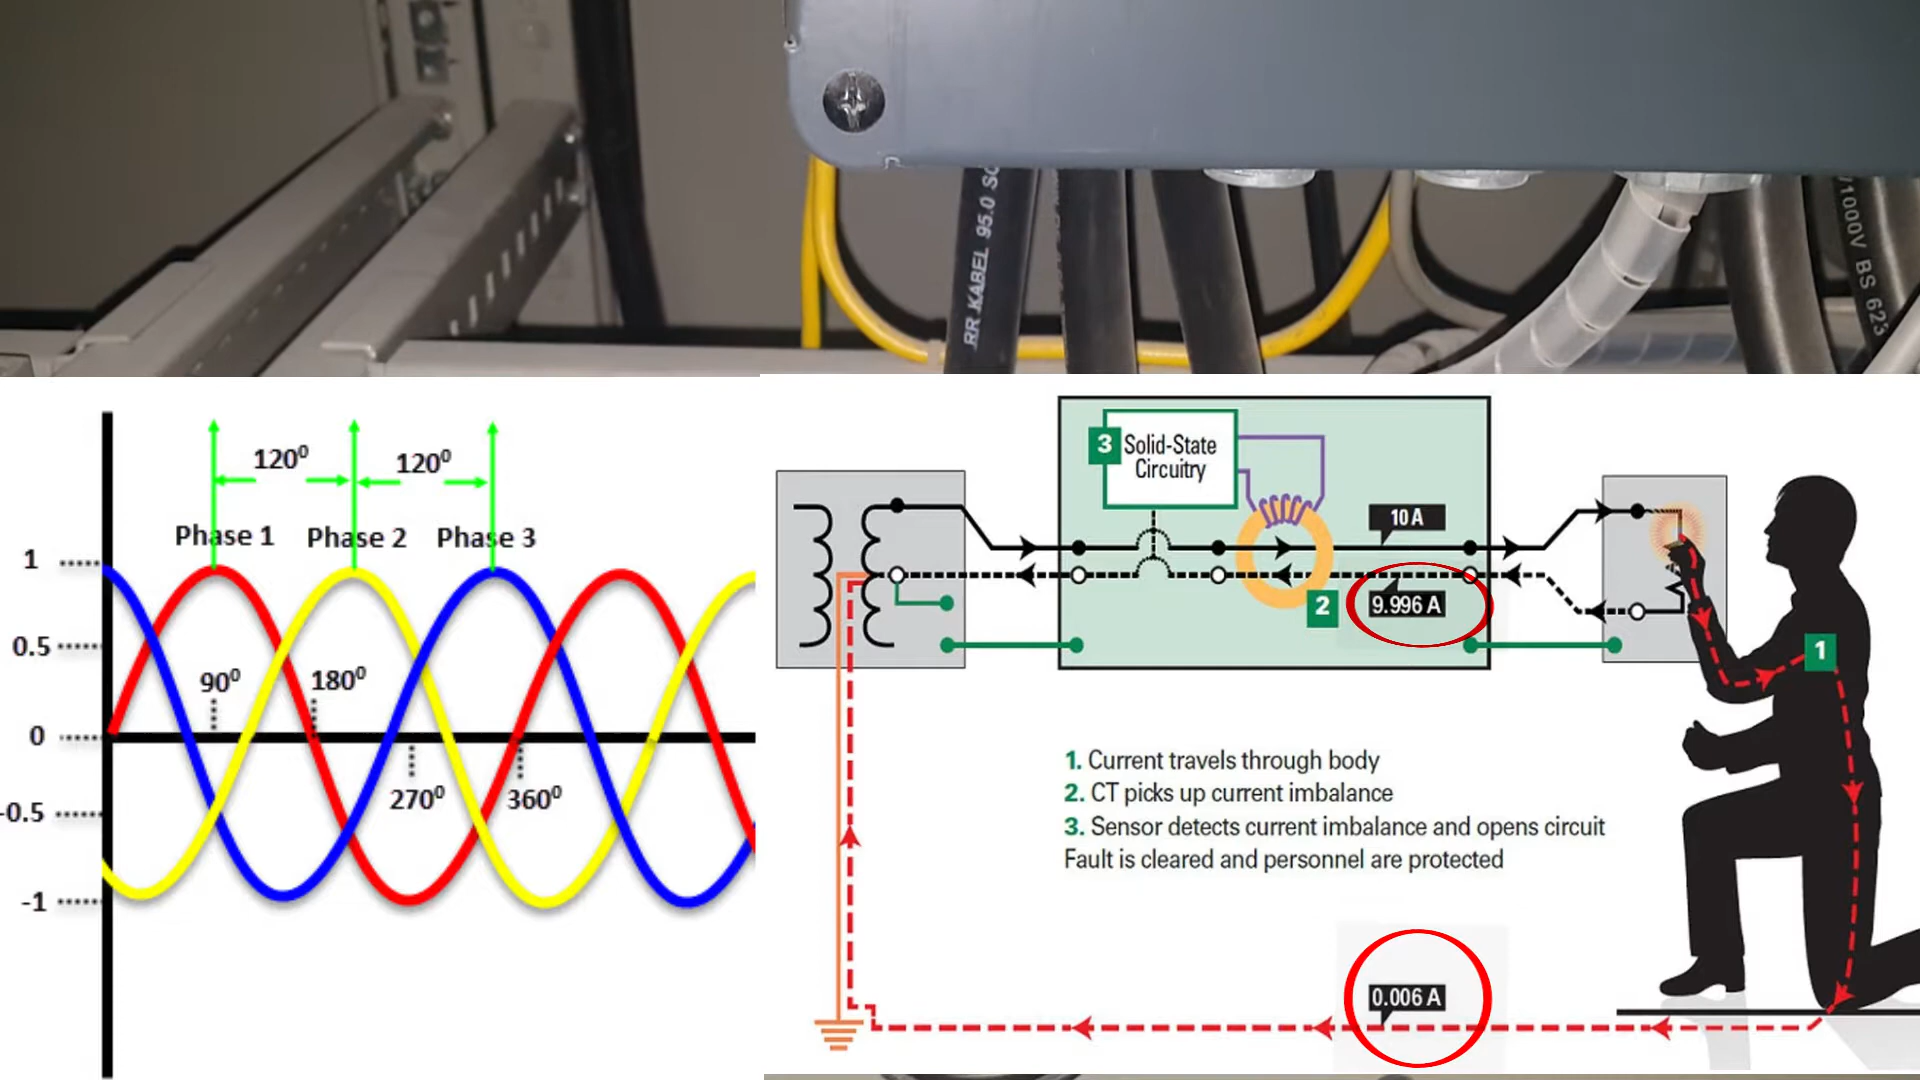 RR KABEL 95.0 SQ
/1000V BS 623
120⁰
120⁰
Phase 1
Phase 2
Phase 3
1
0.5
0
-0.5
-1
90⁰
180⁰
270⁰
360⁰
3
Solid-State
Circuitry
10 A
2
9.996 A
1
1. Current travels through body
2. CT picks up current imbalance
3. Sensor detects current imbalance and opens circuit
Fault is cleared and personnel are protected
0.006 A